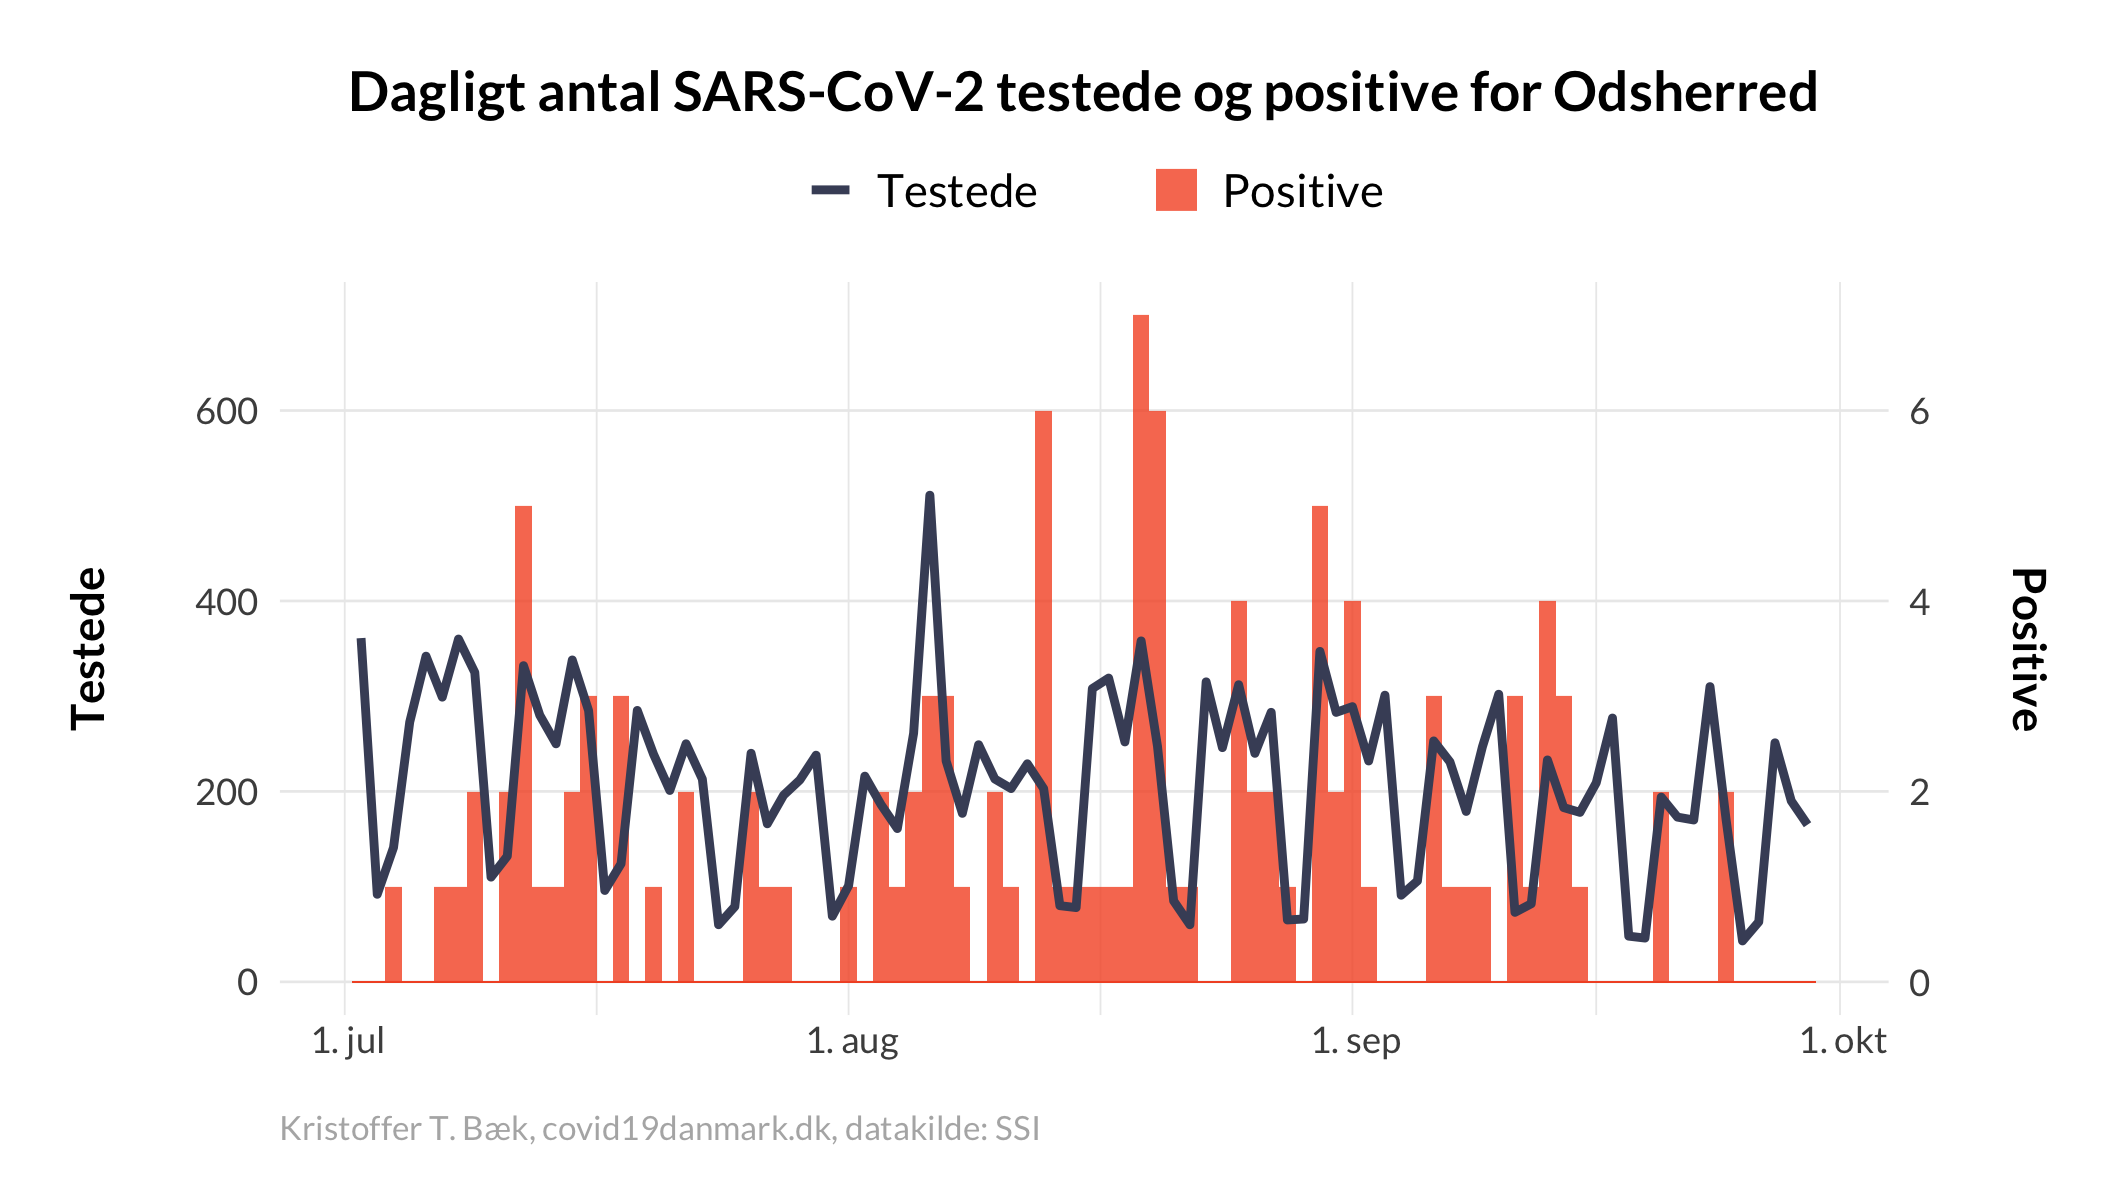 Dagligt antal SARS-CoV-2 testede og positive for Odsherred
Testede
Positive
Testede
600
400
200
0
6
4
2
0
Positive
1. jul
1. aug
1. sep
1. okt
Kristoffer T. Bæk, covid19danmark.dk, datakilde: SSI